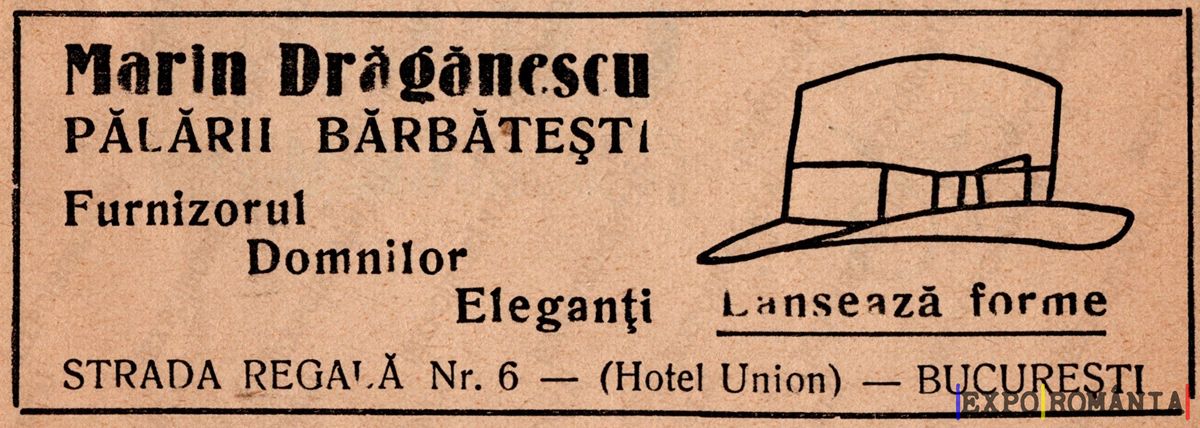 Marin Drăgănescu
PĂLĂRII BĂRBĂTEŞTI
Furnizorul
Domnilor
Eleganţi
Lansează forme
STRADA REGALĂ Nr. 6 — (Hotel Union) — BUCUREŞTI
EXPO ROMÂNIA